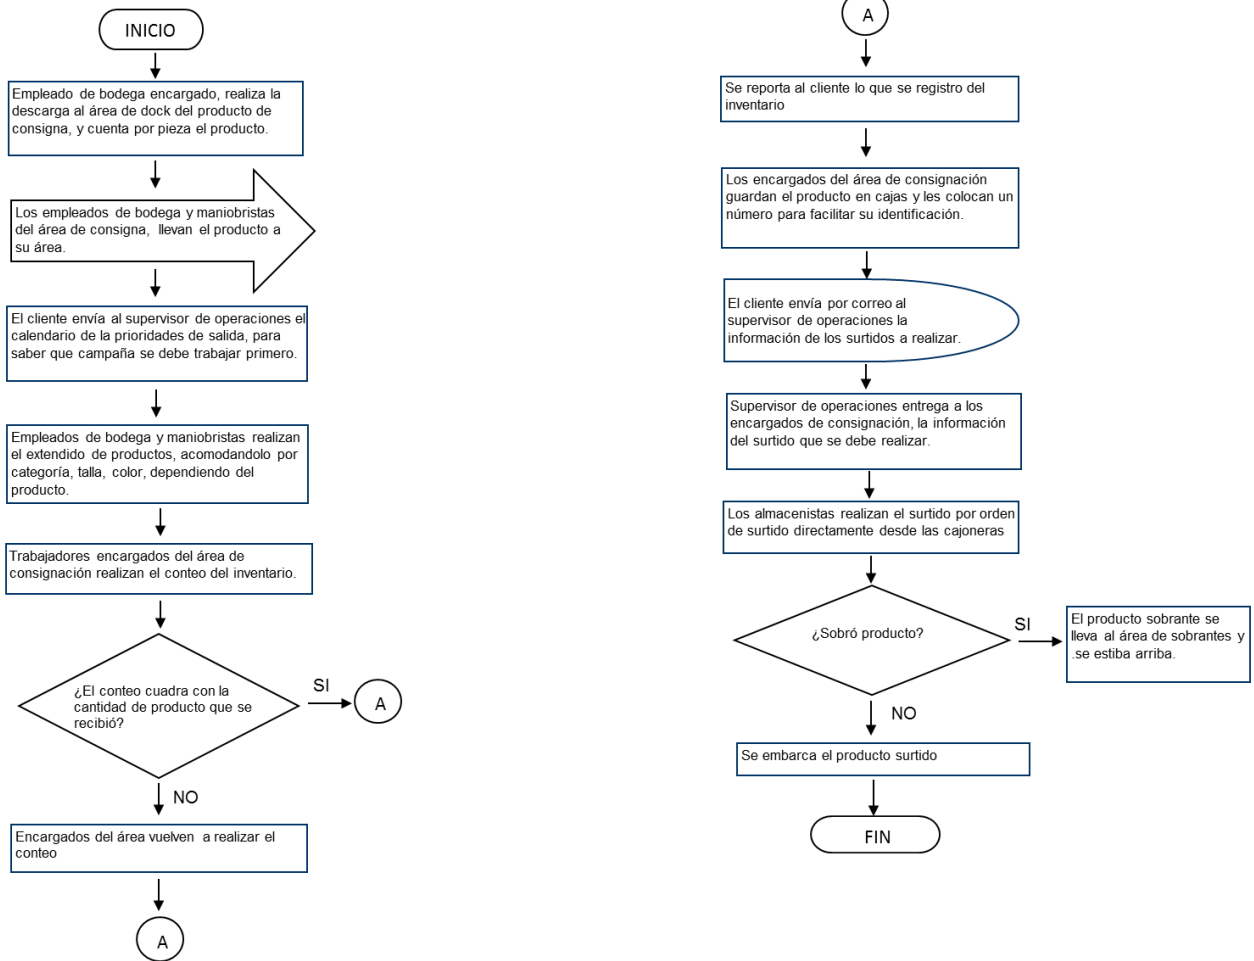 INICIO
Empleado de bodega encargado, realiza la
descarga al área de dock del producto de
consigna, y cuenta por pieza el producto.
Los empleados de bodega y maniobristas
del área de consigna, llevan el producto a
su área.
El cliente envía al supervisor de operaciones el
calendario de la prioridades de salida, para
saber que campaña se debe trabajar primero.
Empleados de bodega y maniobristas realizan
el extendido de productos, acomodandolo por
categoría, talla, color, dependiendo del
producto.
Trabajadores encargados del área de
consignación realizan el conteo del inventario.
¿El conteo cuadra con la
cantidad de producto que se
recibió?
SI
A
NO
Encargados del área vuelven a realizar el
conteo
A
A
Se reporta al cliente lo que se registro del
inventario
Los encargados del área de consignación
guardan el producto en cajas y les colocan un
número para facilitar su identificación.
El cliente envía por correo al
supervisor de operaciones la
información de los surtidos a realizar.
Supervisor de operaciones entrega a los
encargados de consignación, la información
del surtido que se debe realizar.
Los almacenistas realizan el surtido por orden
de surtido directamente desde las cajoneras
¿Sobró producto?
SI
El producto sobrante se
lleva al área de sobrantes y
.se estiba arriba.
NO
Se embarca el producto surtido
FIN